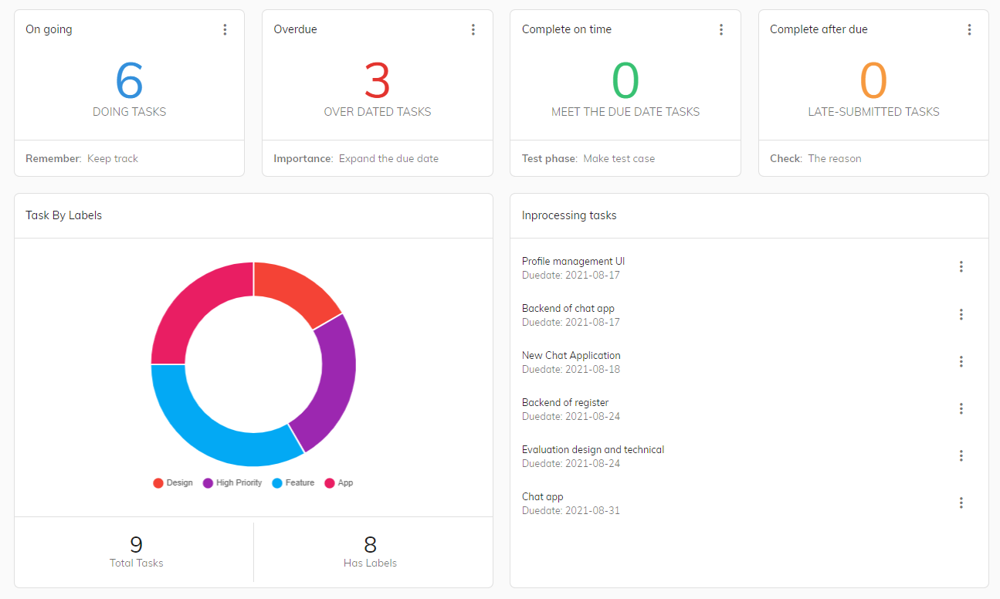 On going
6
DOING TASKS
Remember: Keep track
Overdue
3
OVER DATED TASKS
Importance: Expand the due date
Complete on time
0
MEET THE DUE DATE TASKS
Test phase: Make test case
Complete after due
0
LATE-SUBMITTED TASKS
Check: The reason
Task By Labels
Design High Priority Feature App
9
Total Tasks
8
Has Labels
Inprocessing tasks
Profile management UI
Duedate: 2021-08-17
Backend of chat app
Duedate: 2021-08-17
New Chat Application
Duedate: 2021-08-18
Backend of register
Duedate: 2021-08-24
Evaluation design and technical
Duedate: 2021-08-24
Chat app
Duedate: 2021-08-31